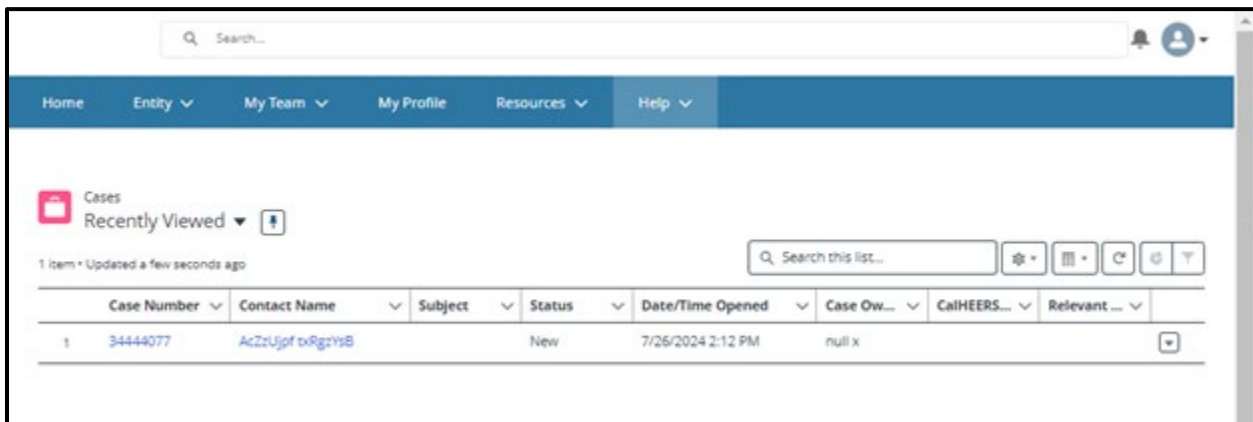 Search...
Home Entity My Team My Profile Resources Help
Cases
Recently Viewed
1 item • Updated a few seconds ago
Search this list...
Case Number Contact Name Subject Status Date/Time Opened Case Ow... CalHEERS... Relevant ...
1 34444077 New 7/26/2024 2:12 PM null x